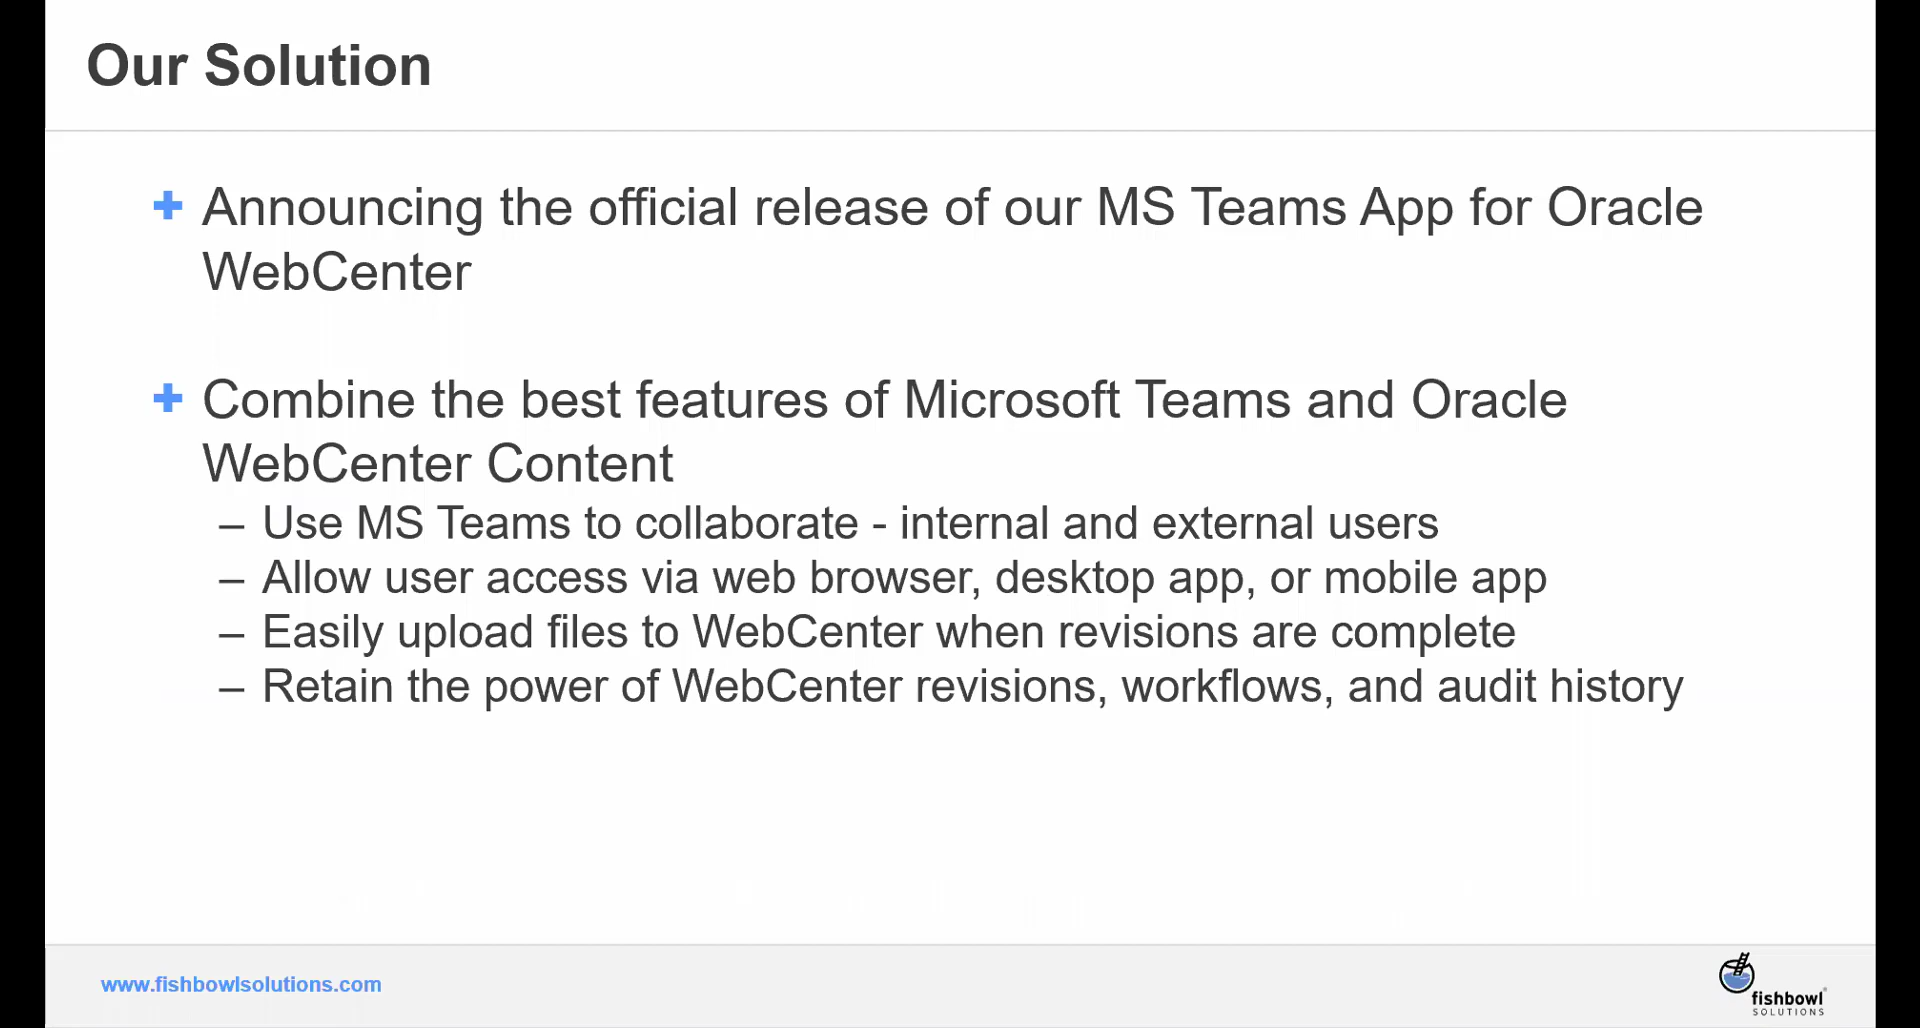 Our Solution
Announcing the official release of our MS Teams App for Oracle
WebCenter
Combine the best features of Microsoft Teams and Oracle
WebCenter Content
– Use MS Teams to collaborate - internal and external users
– Allow user access via web browser, desktop app, or mobile app
– Easily upload files to WebCenter when revisions are complete
– Retain the power of WebCenter revisions, workflows, and audit history
www.fishbowlsolutions.com
fishbowl
SOLUTIONS